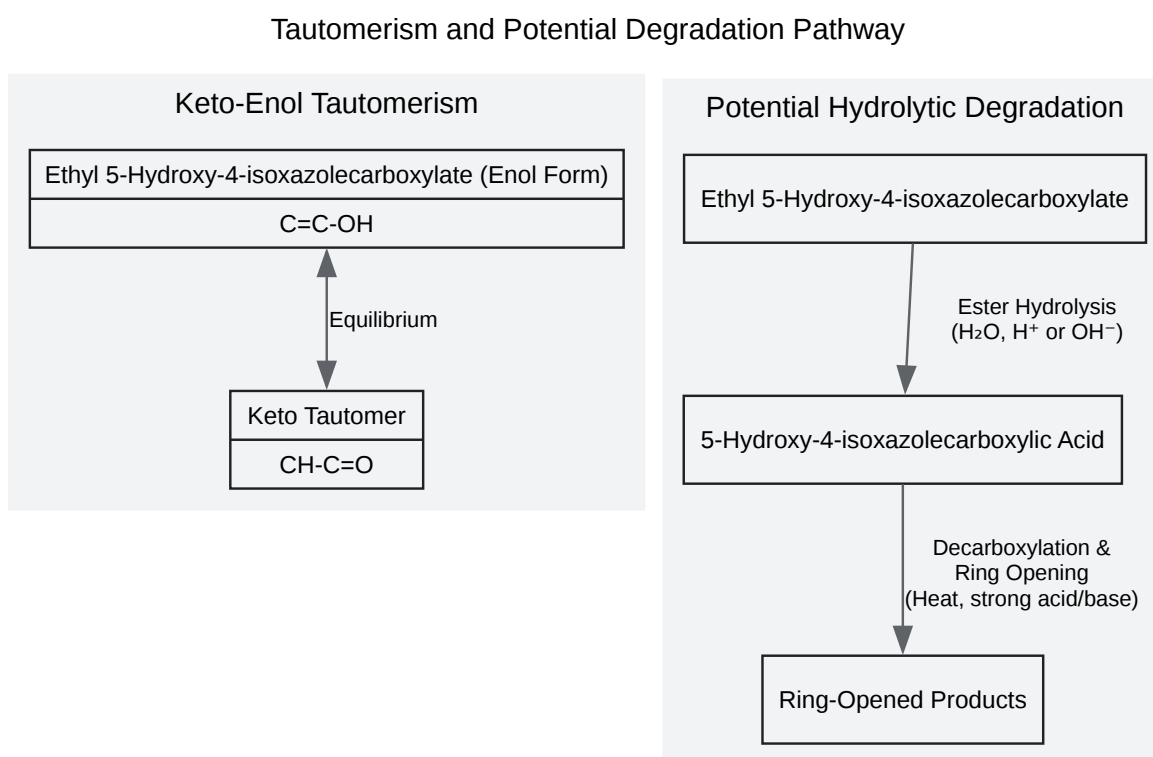 Tautomerism and Potential Degradation Pathway
Keto-Enol Tautomerism
Ethyl 5-Hydroxy-4-isoxazolecarboxylate (Enol Form)
C=C-OH
Equilibrium
Keto Tautomer
CH-C=O
Potential Hydrolytic Degradation
Ethyl 5-Hydroxy-4-isoxazolecarboxylate
Ester Hydrolysis
(H₂O, H⁺ or OH⁻)
5-Hydroxy-4-isoxazolecarboxylic Acid
Decarboxylation &
Ring Opening
(Heat, strong acid/base)
Ring-Opened Products